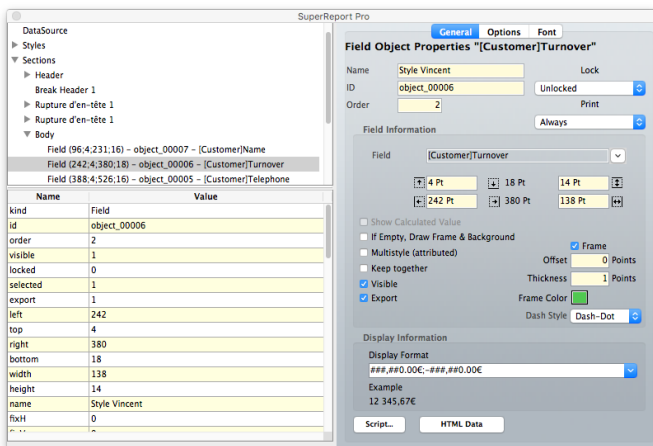 SuperReport Pro
DataSource
Styles
Sections
Header
Break Header 1
Rupture d'en-tête 1
Rupture d'en-tête 1
Body
Field (96;4;231;16) - object_00007 - [Customer]Name
Field (242;4;380;18) - object_00006 - [Customer]Turnover
Field (388;4;526;16) - object_00005 - [Customer]Telephone
Name Value
kind Field
id object_00006
order 2
visible 1
locked 0
selected 1
export 1
left 242
top 4
right 380
bottom 18
width 138
height 14
name Style Vincent
fixH 0
General Options Font
Field Object Properties "[Customer]Turnover"
Name Style Vincent Lock
ID object_00006 Unlocked
Order 2 Print
Always
Field Information
Field [Customer]Turnover
4 Pt 18 Pt 14 Pt
242 Pt 380 Pt 138 Pt
Show Calculated Value
If Empty, Draw Frame & Background
Multistyle (attributed) Frame
Keep together Offset 0 Points
Visible Thickness 1 Points
Export Frame Color
Dash Style Dash-Dot
Display Information
Display Format
###,##0.00€;-###,##0.00€
Example
12 345,67€
Script... HTML Data